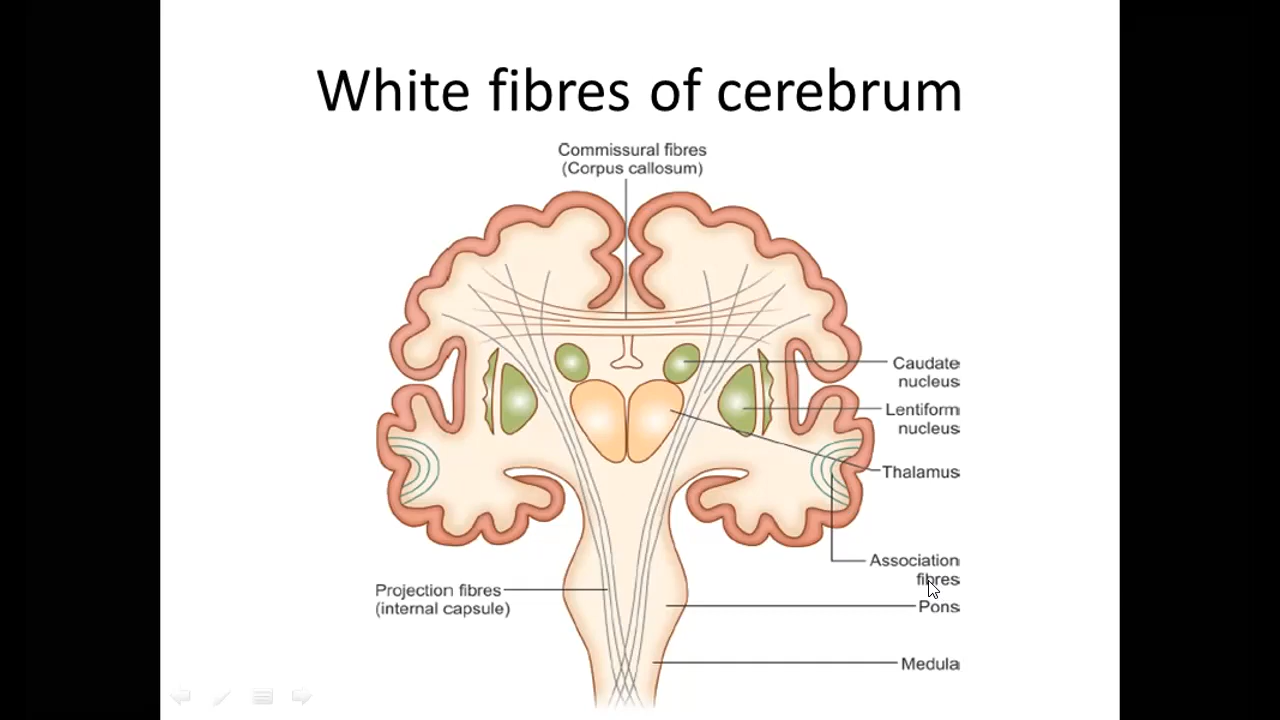 White fibres of cerebrum
Commissural fibres
(Corpus callosum)
Caudate
nucleus
Lentiform
nucleus
Thalamus
Association
fibres
Projection fibres
(internal capsule)
Pons
Medula